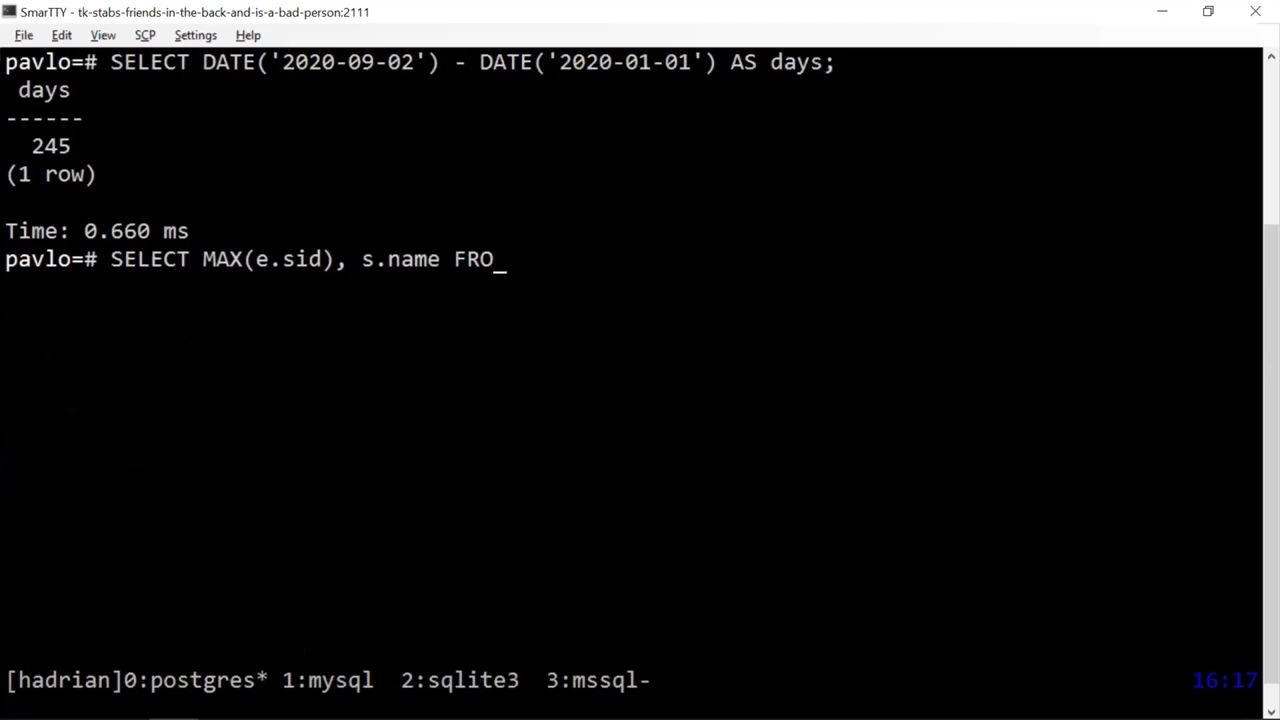 SmarTTY - tk-stabs-friends-in-the-back-and-is-a-bad-person:2111
File Edit View SCP Settings Help
pavlo=# SELECT DATE('2020-09-02') - DATE('2020-01-01') AS days;
days
------
245
(1 row)
Time: 0.660 ms
pavlo=# SELECT MAX(e.sid), s.name FRO_
[hadrian]0:postgres* 1:mysql 2:sqlite3 3:mssql- 16:17